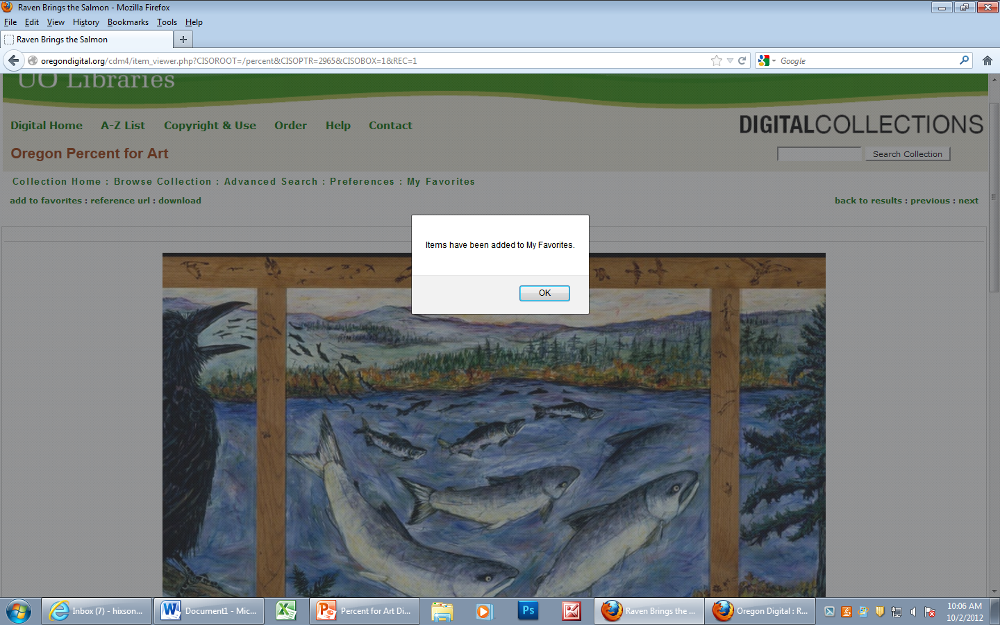 Raven Brings the Salmon - Mozilla Firefox
File Edit View History Bookmarks Tools Help
Raven Brings the Salmon
oregondigital.org/cdm4/item_viewer.php?CISOROOT=/percent&CISOPTR=2965&CISOBOX=1&REC=1
Google
UO Libraries
Digital Home A-Z List Copyright & Use Order Help Contact
DIGITALCOLLECTIONS
Oregon Percent for Art
Search Collection
Collection Home : Browse Collection : Advanced Search : Preferences : My Favorites
add to favorites : reference url : download
back to results : previous : next
Items have been added to My Favorites.
OK
Inbox (7) - hixson...
Document1 - Mic...
Percent for Art Di...
Ps
Raven Brings the ...
Oregon Digital : R...
10:06 AM
10/2/2012